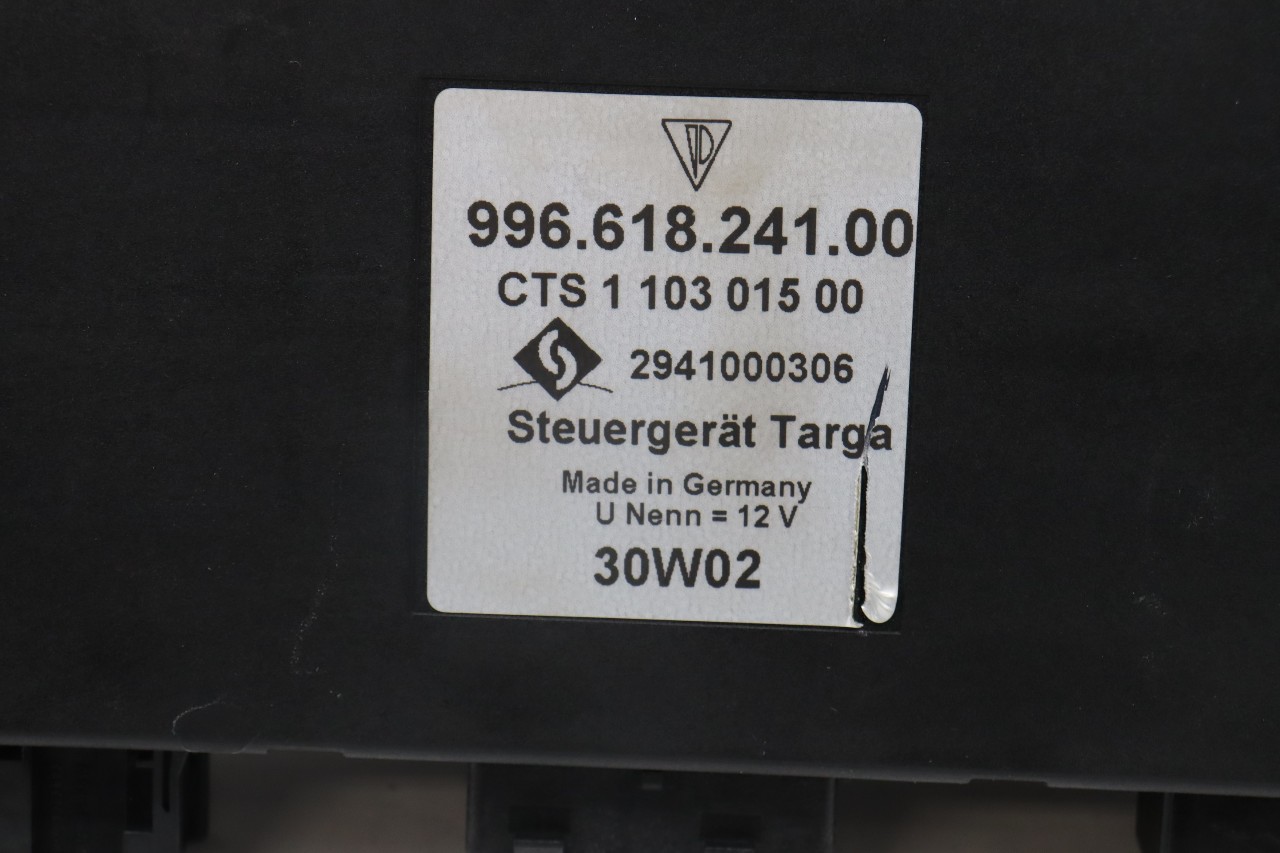 996.618.241.00
CTS 1 103 015 00
2941000306
Steuergerät Targa
Made in Germany
U Nenn = 12 V
30W02